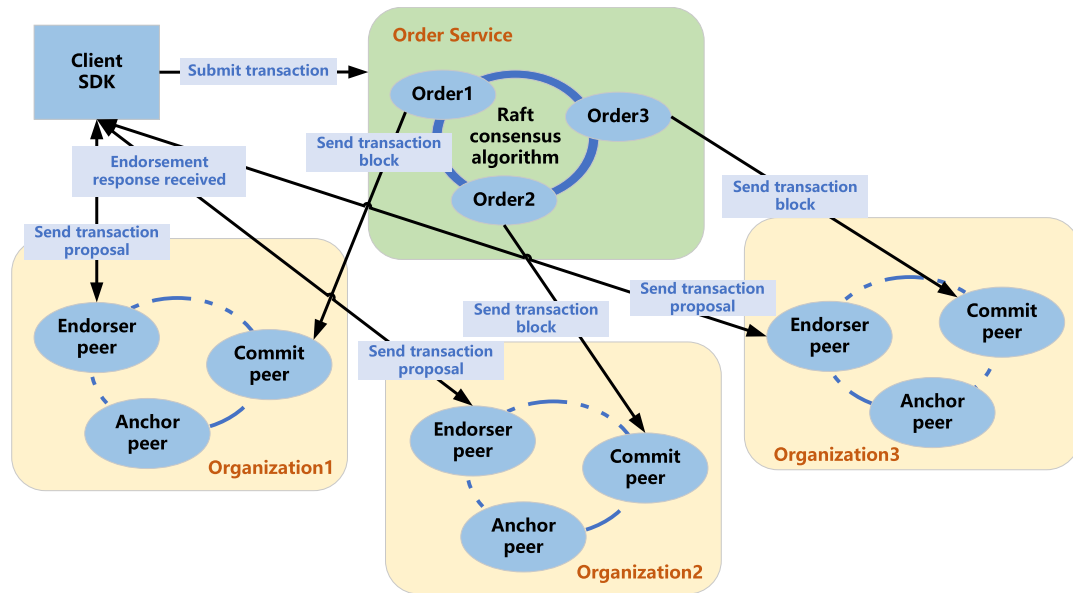 Client
SDK
Submit transaction
Order Service
Order1
Order3
Raft
consensus
algorithm
Order2
Send transaction
block
Endorsement
response received
Send transaction
block
Send transaction
proposal
Endorser
peer
Commit
peer
Anchor
peer
Organization1
Send transaction
block
Send transaction
proposal
Endorser
peer
Commit
peer
Anchor
peer
Organization2
Send transaction
proposal
Endorser
peer
Commit
peer
Anchor
peer
Organization3